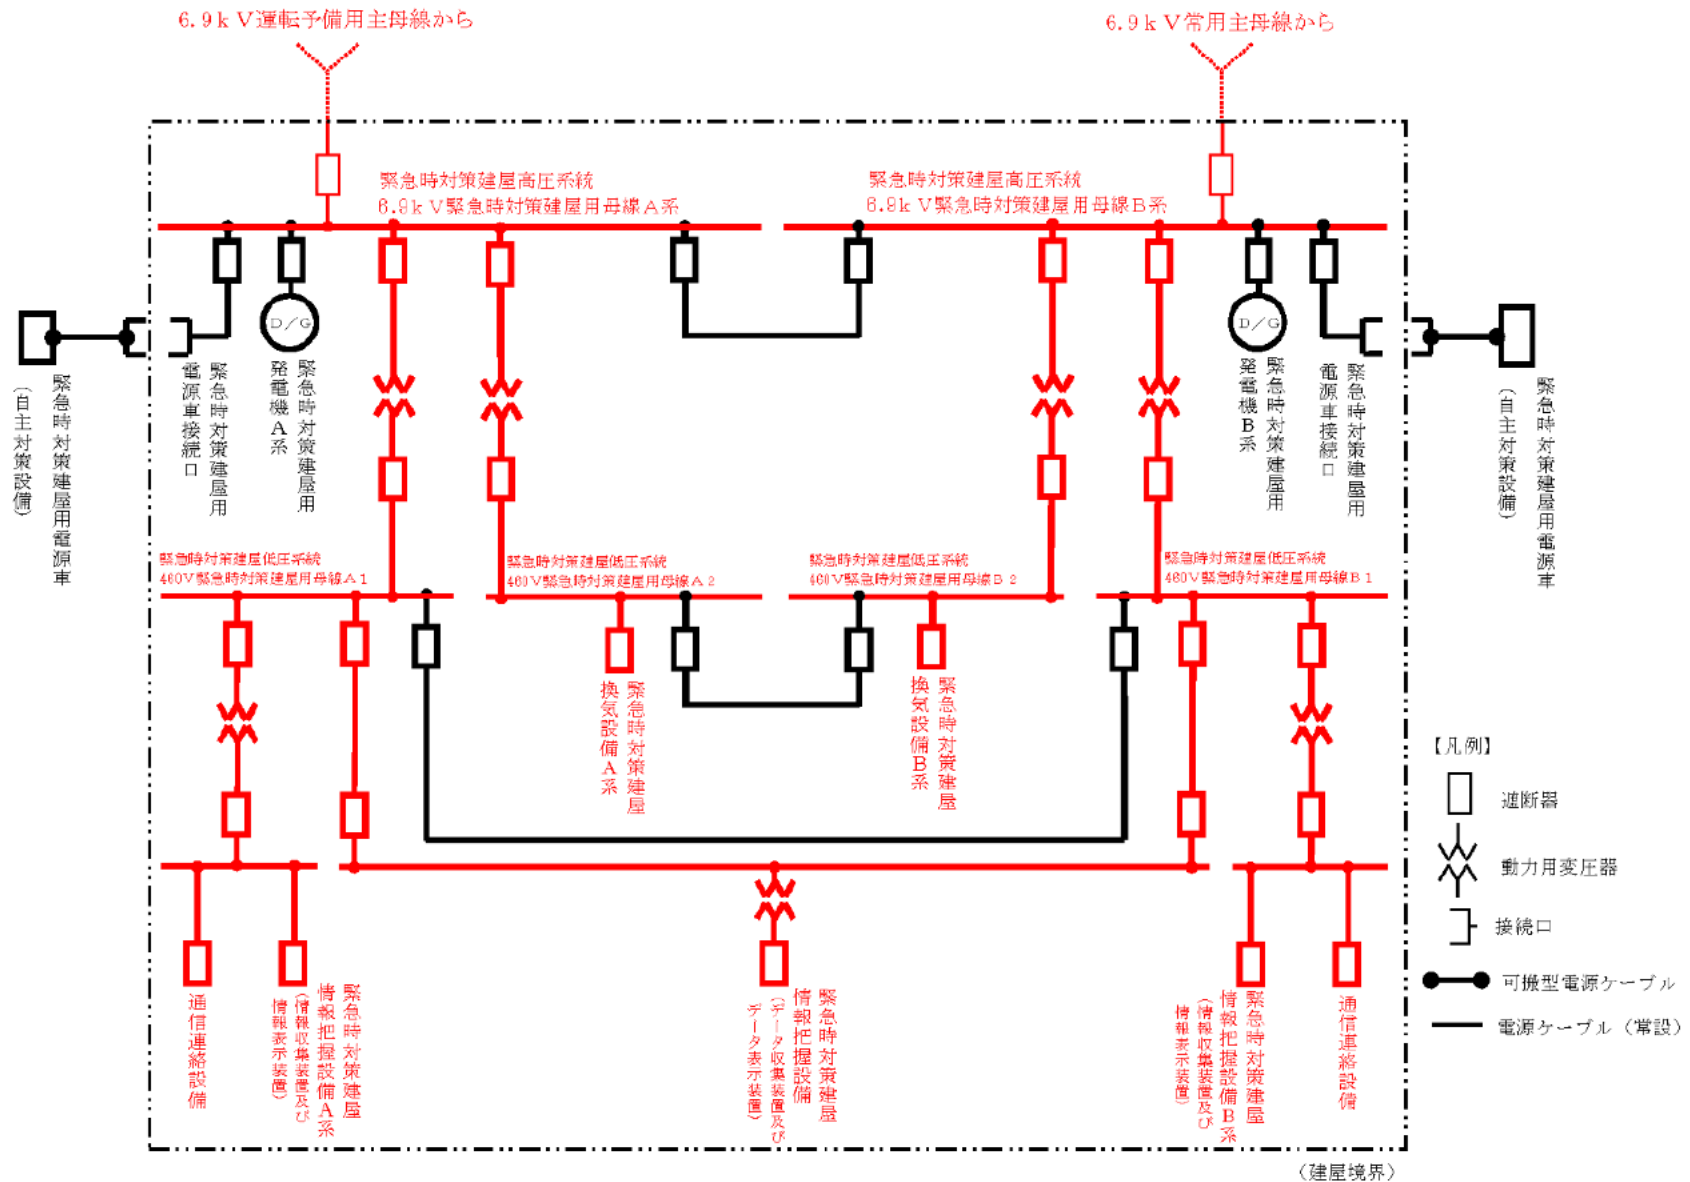 6.9kV運転予備用主母線から
6.9kV常用主母線から
緊急時対策建屋高圧系統
6.9kV緊急時対策建屋用母線A系
緊急時対策建屋高圧系統
6.9kV緊急時対策建屋用母線B系
緊急時対策建屋用電源車
(自主対策設備)
緊急時対策建屋用
電源車接続口
D/G
緊急時対策建屋用
発電機A系
D/G
緊急時対策建屋用
発電機B系
緊急時対策建屋用
電源車接続口
緊急時対策建屋用電源車
(自主対策設備)
緊急時対策建屋低圧系統
460V緊急時対策建屋用母線A1
緊急時対策建屋低圧系統
460V緊急時対策建屋用母線A2
緊急時対策建屋低圧系統
460V緊急時対策建屋用母線B2
緊急時対策建屋低圧系統
460V緊急時対策建屋用母線B1
緊急時対策建屋
換気設備A系
緊急時対策建屋
換気設備B系
通信連絡設備
緊急時対策建屋
情報把握設備A系
(情報収集装置及び
情報表示装置)
緊急時対策建屋
情報把握設備
(データ収集装置及び
データ表示装置)
緊急時対策建屋
情報把握設備B系
(情報収集装置及び
情報表示装置)
通信連絡設備
【凡例】
遮断器
動力用変圧器
接続口
可搬型電源ケーブル
電源ケーブル(常設)
(建屋境界)